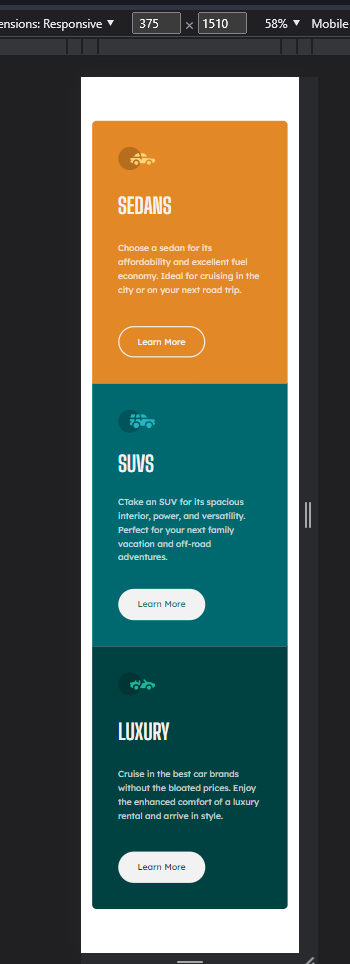 ensions: Responsive ▼ 375 × 1510 58% ▼ Mobile
SEDANS
Choose a sedan for its
affordability and excellent fuel
economy. Ideal for cruising in the
city or on your next road trip.
Learn More
SUVS
CTake an SUV for its spacious
interior, power, and versatility.
Perfect for your next family
vacation and off-road
adventures.
Learn More
LUXURY
Cruise in the best car brands
without the bloated prices. Enjoy
the enhanced comfort of a luxury
rental and arrive in style.
Learn More